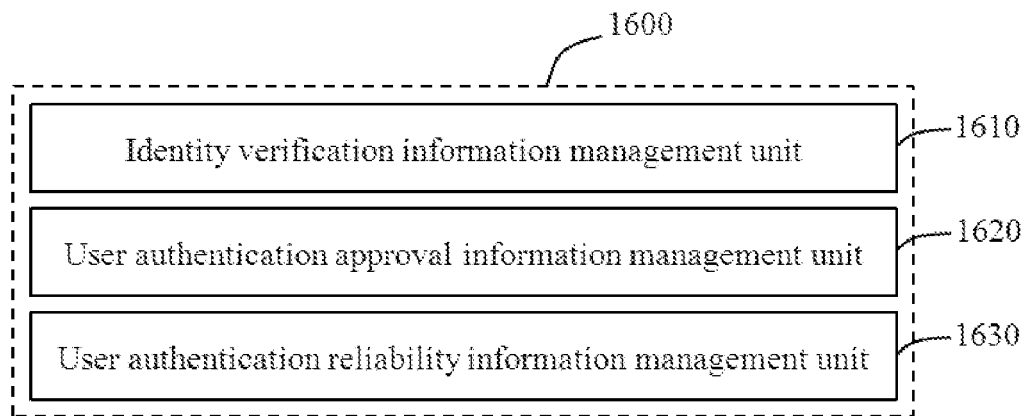 1600
Identity verification information management unit
1610
User authentication approval information management unit
1620
User authentication reliability information management unit
1630